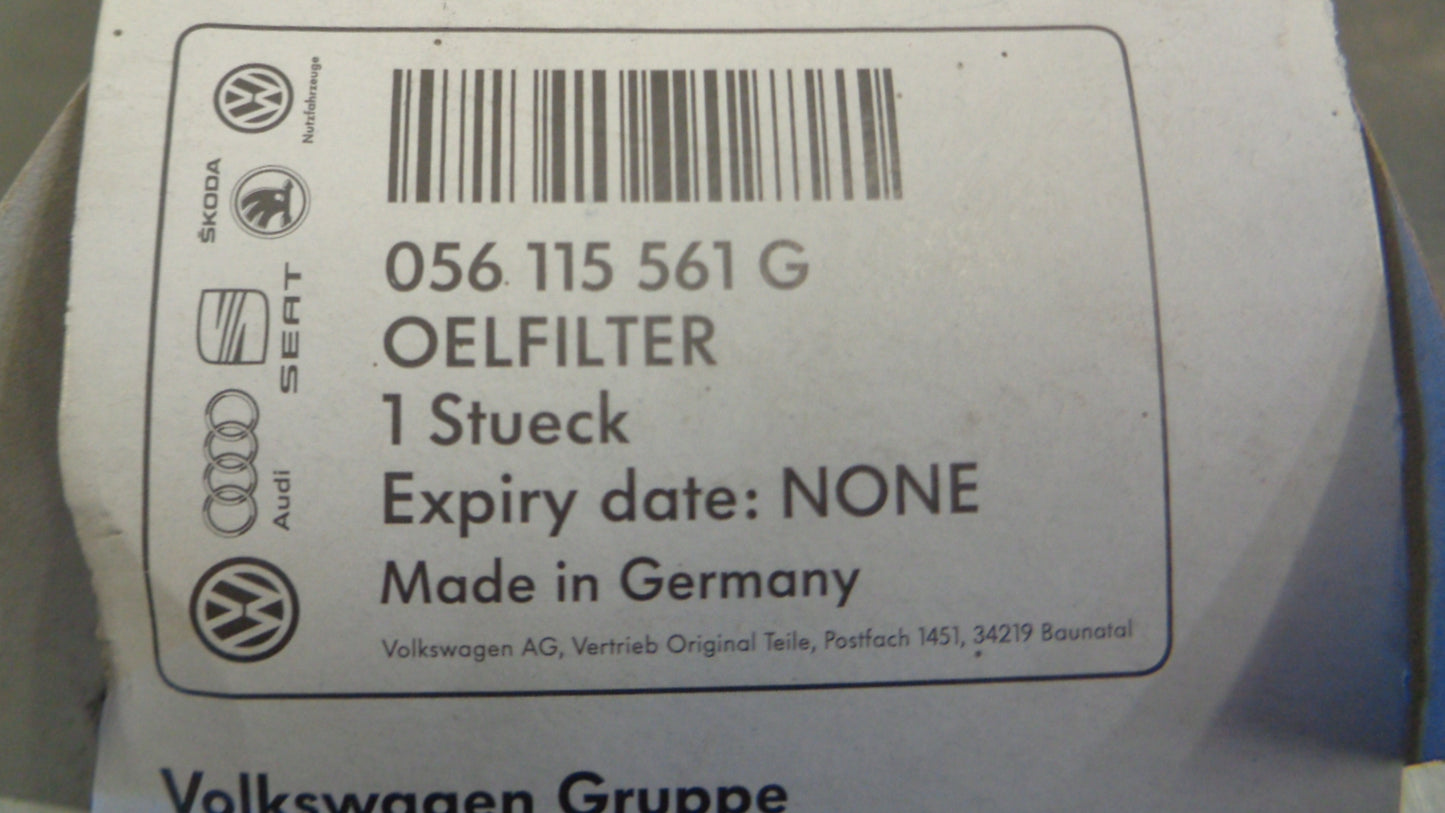 Nutzfahrzeuge
ŠKODA
SEAT
Audi
056 115 561 G
OELFILTER
1 Stueck
Expiry date: NONE
Made in Germany
Volkswagen AG, Vertrieb Original Teile, Postfach 1451, 34219 Baunatal
Volkswagen Gruppe